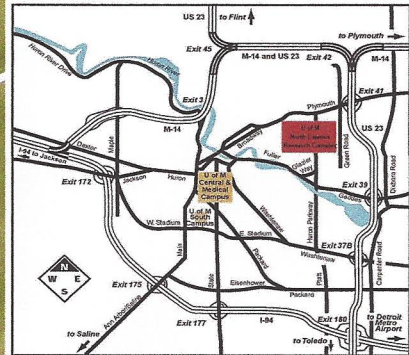 US 23
to Flint
to Plymouth
Exit 45
M-14 and US 23
Exit 42
M-14
Huron River Drive
Huron River
Exit 3
M-14
Plymouth
Exit 41
Broadway
U of M
North Campus
Research Complex
Maple
Dexter
Fuller
Glazier
Way
Green Road
US 23
Dixboro Road
I-94 to Jackson
Exit 172
Jackson
Huron
U of M
Central &
Medical
Campus
Geddes
Exit 39
W. Stadium
U of M
South
Campus
Washtenaw
E. Stadium
Huron Parkway
Washtenaw
Exit 37B
Main
Packard
Platt
Carpenter Road
N
W
E
S
Exit 175
Eisenhower
Packard
State
Ann Arbor/Saline
Exit 177
I-94
Exit 180
to Detroit
Metro
Airport
to Saline
to
Toledo